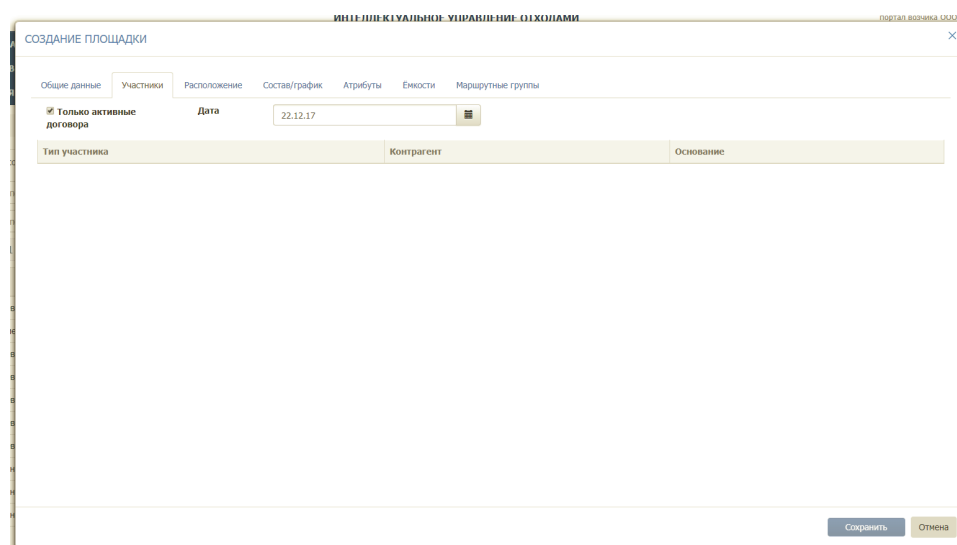 ИНТЕЛЛЕКТУАЛЬНОЕ УПРАВЛЕНИЕ ОТХОДАМИ
портал возчика ООО
СОЗДАНИЕ ПЛОЩАДКИ
Общие данные Участники Расположение Состав/график Атрибуты Ёмкости Маршрутные группы
Только активные договора Дата 22.12.17
Тип участника Контрагент Основание
Сохранить Отмена